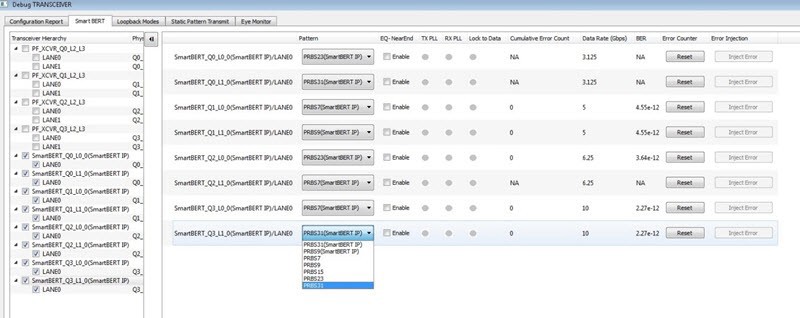 Debug TRANSCEIVER
Configuration Report Smart BERT Loopback Modes Static Pattern Transmit Eye Monitor
Transceiver Hierarchy Phys
PF_XCVR_Q0_L2_L3
LANE0 Q0_
LANE1 Q0_
PF_XCVR_Q1_L2_L3
LANE0 Q1_
LANE1 Q1_
PF_XCVR_Q2_L2_L3
LANE0 Q2_
LANE1 Q2_
PF_XCVR_Q3_L2_L3
LANE0 Q3_
LANE1 Q3_
SmartBERT_Q0_L0_0(SmartBERT IP)
LANE0 Q0_
SmartBERT_Q0_L1_0(SmartBERT IP)
LANE0 Q0_
SmartBERT_Q1_L0_0(SmartBERT IP)
LANE0 Q1_
SmartBERT_Q1_L1_0(SmartBERT IP)
LANE0 Q1_
SmartBERT_Q2_L0_0(SmartBERT IP)
LANE0 Q2_
SmartBERT_Q2_L1_0(SmartBERT IP)
LANE0 Q2_
SmartBERT_Q3_L0_0(SmartBERT IP)
LANE0 Q3_
SmartBERT_Q3_L1_0(SmartBERT IP)
LANE0 Q3_
Pattern EQ- NearEnd TX PLL RX PLL Lock to Data Cumulative Error Count Data Rate (Gbps) BER Error Counter Error Injection
SmartBERT_Q0_L0_0(SmartBERT IP)/LANE0 PRBS23(SmartBERT IP) Enable NA 3.125 NA Reset Inject Error
SmartBERT_Q0_L1_0(SmartBERT IP)/LANE0 PRBS31(SmartBERT IP) Enable NA 3.125 NA Reset Inject Error
SmartBERT_Q1_L0_0(SmartBERT IP)/LANE0 PRBS7(SmartBERT IP) Enable 0 5 4.55e-12 Reset Inject Error
SmartBERT_Q1_L1_0(SmartBERT IP)/LANE0 PRBS9(SmartBERT IP) Enable 0 5 4.55e-12 Reset Inject Error
SmartBERT_Q2_L0_0(SmartBERT IP)/LANE0 PRBS23(SmartBERT IP) Enable 0 6.25 3.64e-12 Reset Inject Error
SmartBERT_Q2_L1_0(SmartBERT IP)/LANE0 PRBS7(SmartBERT IP) Enable NA 6.25 NA Reset Inject Error
SmartBERT_Q3_L0_0(SmartBERT IP)/LANE0 PRBS7(SmartBERT IP) Enable 0 10 2.27e-12 Reset Inject Error
SmartBERT_Q3_L1_0(SmartBERT IP)/LANE0 PRBS31(SmartBERT IP) Enable 0 10 2.27e-12 Reset Inject Error
PRBS31(SmartBERT IP)
PRBS9(SmartBERT IP)
PRBS7
PRBS9
PRBS15
PRBS23
PRBS31